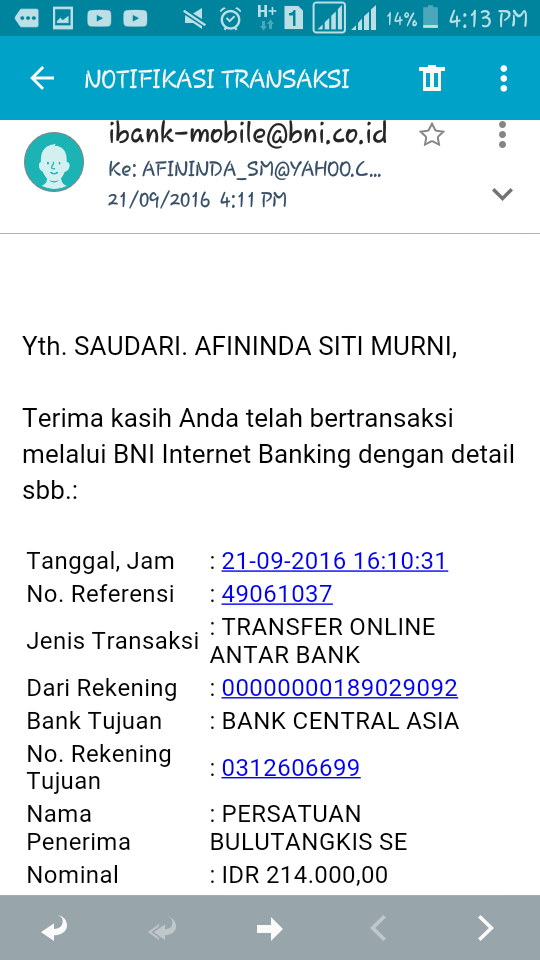 H+ 1 14% 4:13 PM
NOTIFIKASI TRANSAKSI
ibank-mobile@bni.co.id
Ke: AFININDA_SM@YAHOO.C...
21/09/2016 4:11 PM
Yth. SAUDARI. AFININDA SITI MURNI,
Terima kasih Anda telah bertransaksi
melalui BNI Internet Banking dengan detail
sbb.:
Tanggal, Jam : 21-09-2016 16:10:31
No. Referensi : 49061037
Jenis Transaksi : TRANSFER ONLINE
ANTAR BANK
Dari Rekening : 00000000189029092
Bank Tujuan : BANK CENTRAL ASIA
No. Rekening
Tujuan : 0312606699
Nama : PERSATUAN
Penerima BULUTANGKIS SE
Nominal : IDR 214.000,00